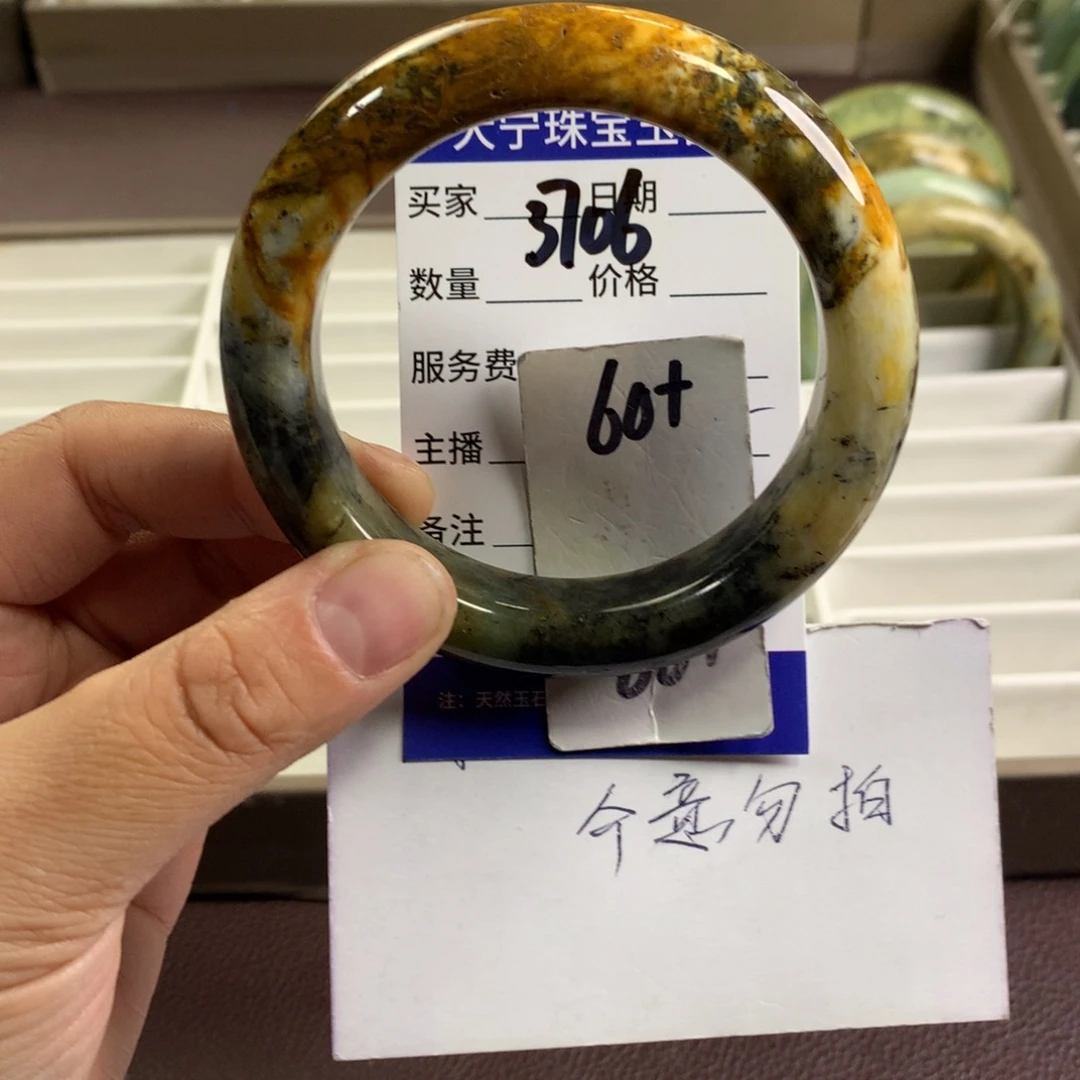 大宁珠宝玉
买家 日期
3706
数量 价格
服务费
60+
主播
备注
注：天然玉石
介意勿拍